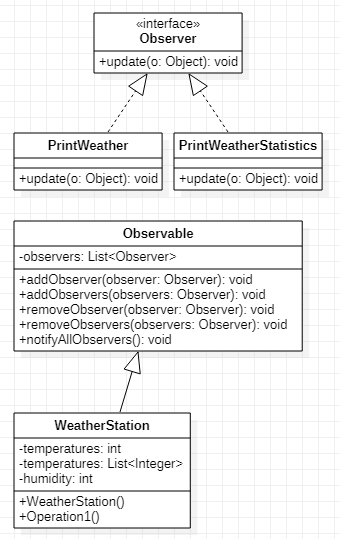 «interface»
Observer
+update(o: Object): void
PrintWeather
+update(o: Object): void
PrintWeatherStatistics
+update(o: Object): void
Observable
-observers: List<Observer>
+addObserver(observer: Observer): void
+addObservers(observers: Observer): void
+removeObserver(observer: Observer): void
+removeObservers(observers: Observer): void
+notifyAllObservers(): void
WeatherStation
-temperatures: int
-temperatures: List<Integer>
-humidity: int
+WeatherStation()
+Operation1()